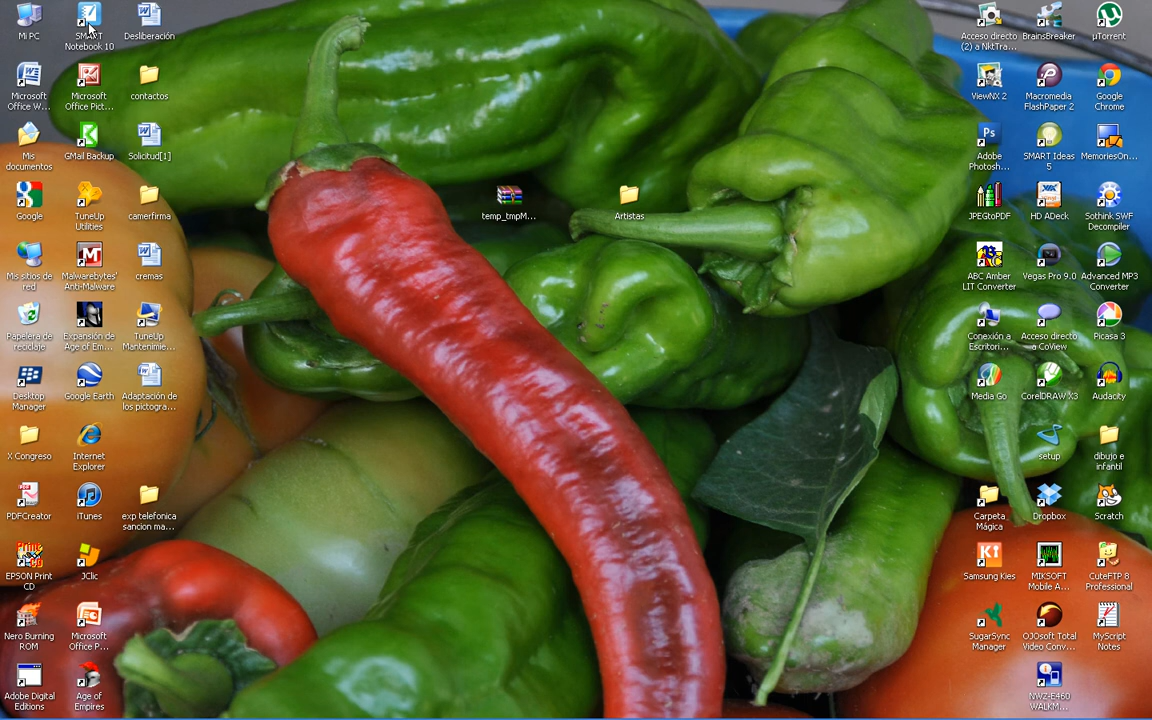 Mi PC
SMART
Notebook 10
Desliberación
Acceso directo
(2) a NktTra...
BrainsBreaker
µTorrent
Microsoft
Office W...
Microsoft
Office Pict...
contactos
ViewNX 2
Macromedia
FlashPaper 2
Google
Chrome
Mis
documentos
GMail Backup
Solicitud[1]
Adobe
Photosh...
SMART Ideas
5
MemoriesOn...
Google
TuneUp
Utilities
camerfirma
temp_tmpM...
Artistas
JPEGtoPDF
HD ADeck
Sothink SWF
Decompiler
Mis sitios de
red
Malwarebytes'
Anti-Malware
cremas
ABC Amber
LIT Converter
Vegas Pro 9.0
Advanced MP3
Converter
Papelera de
reciclaje
Expansión de
Age of Em...
TuneUp
Mantenimie...
Conexión a
Escritori...
Acceso directo
a CoView
Picasa 3
Desktop
Manager
Google Earth
Adaptación de
los pictogra...
Media Go
CorelDRAW X3
Audacity
X Congreso
Internet
Explorer
setup
dibujo e
infantil
PDFCreator
iTunes
exp telefonica
sancion ma...
Carpeta
Mágica
Dropbox
Scratch
EPSON Print
CD
JClic
Samsung Kies
MIKSOFT
Mobile A...
CuteFTP 8
Professional
Nero Burning
ROM
Microsoft
Office P...
SugarSync
Manager
OJOsoft Total
Video Conv...
MyScript
Notes
Adobe Digital
Editions
Age of
Empires
NWZ-E460
WALKM...